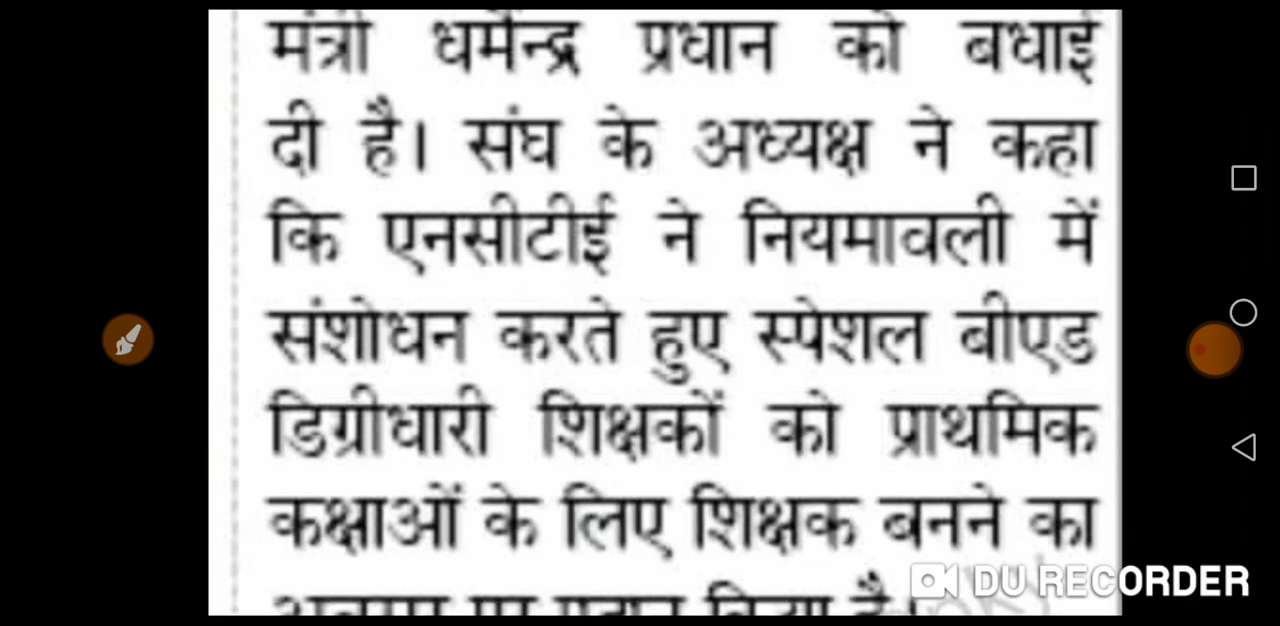 मंत्री धर्मेन्द्र प्रधान को बधाई
दी है। संघ के अध्यक्ष ने कहा
कि एनसीटीई ने नियमावली में
संशोधन करते हुए स्पेशल बीएड
डिग्रीधारी शिक्षकों को प्राथमिक
कक्षाओं के लिए शिक्षक बनने का
DU RECORDER